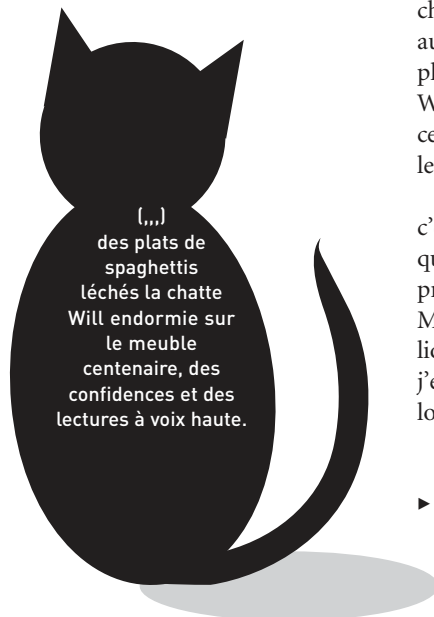 (,,,)
des plats de
spaghettis
léchés la chatte
Will endormie sur
le meuble
centenaire, des
confidences et des
lectures à voix haute.